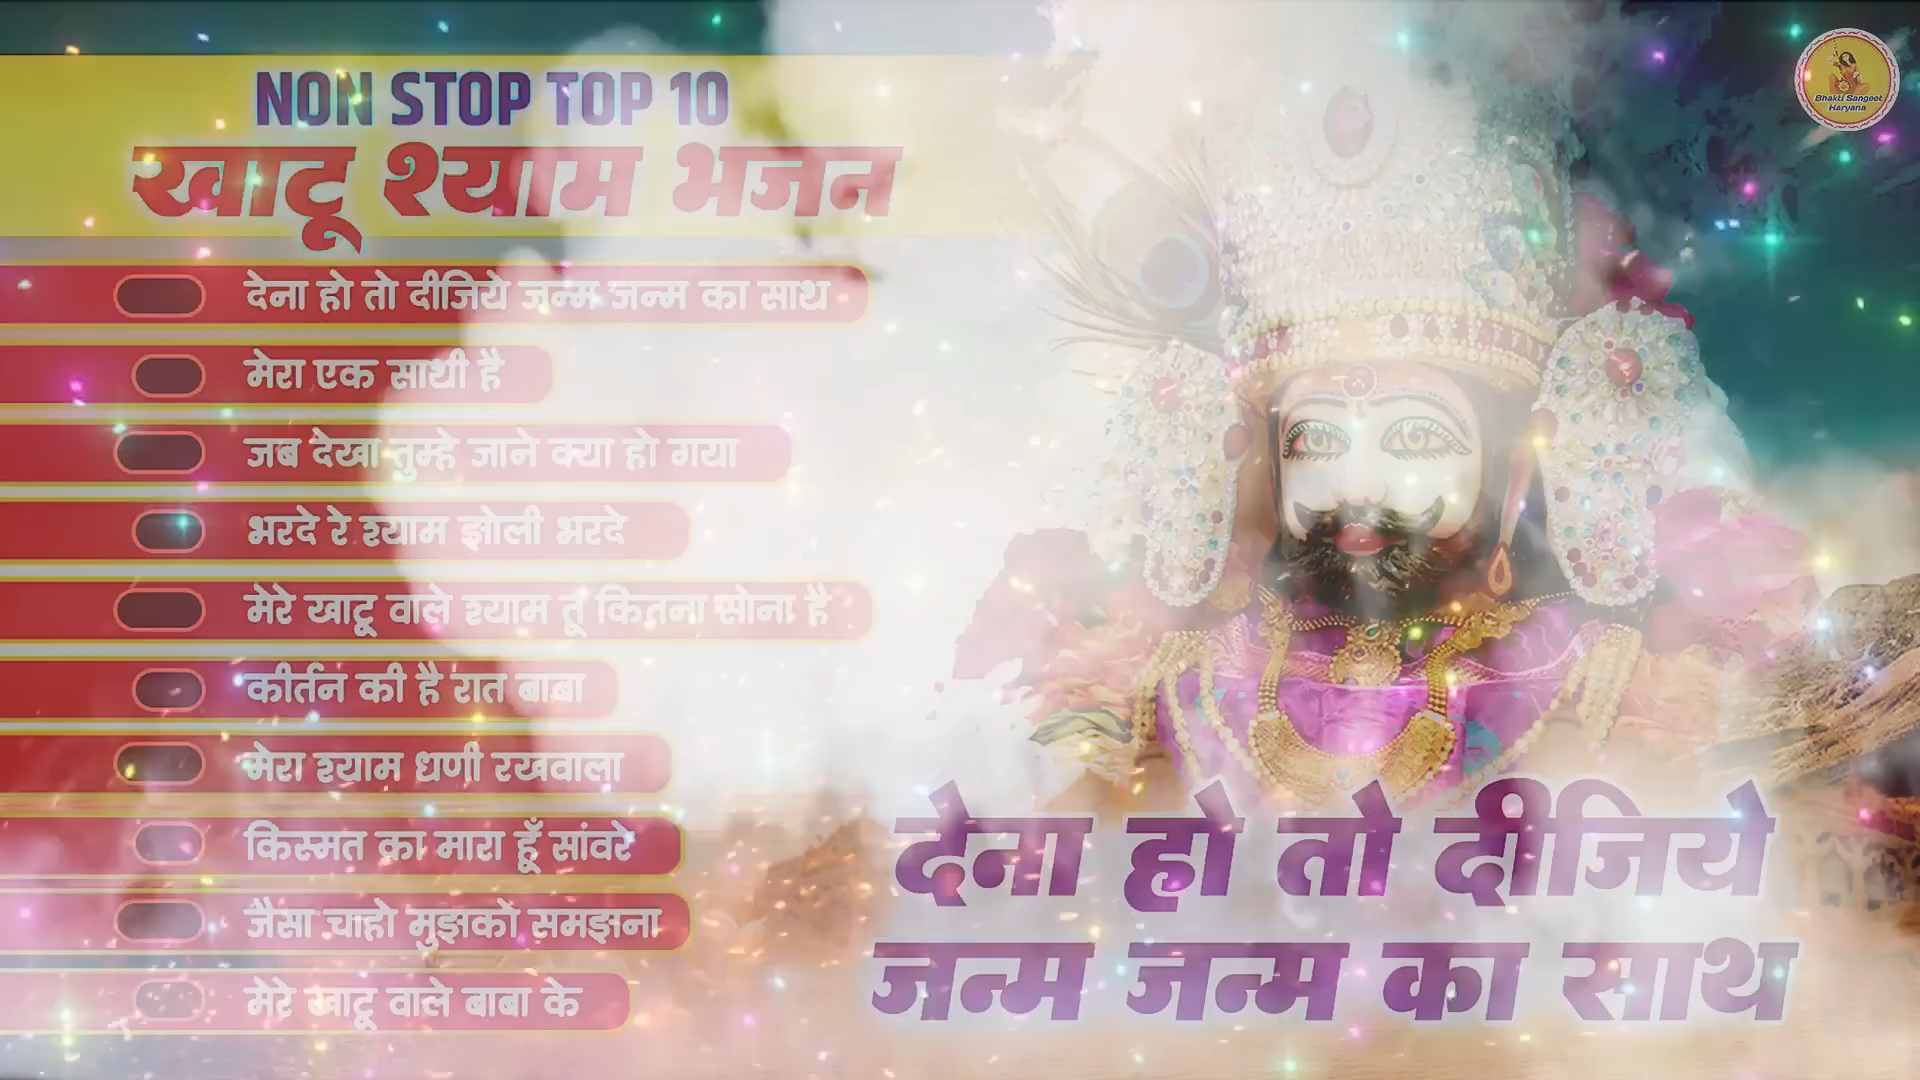 NON STOP TOP 10
खाटू श्याम भजन
देना हो तो दीजिये जन्म जन्म का साथ
मेरा एक साथी है
जब देखा तुम्हे जाने क्या हो गया
भरदे रे श्याम झोली भरदे
मेरे खाटू वाले श्याम तू कितना सोना है
कीर्तन की है रात बाबा
मेरा श्याम धणी रखवाला
किस्मत का मारा हूँ सांवरे
जैसा चाहो मुझको समझना
मेरे खाटू वाले बाबा के
Bhakti Sangeet
Haryana
देना हो तो दीजिये
जन्म जन्म का साथ